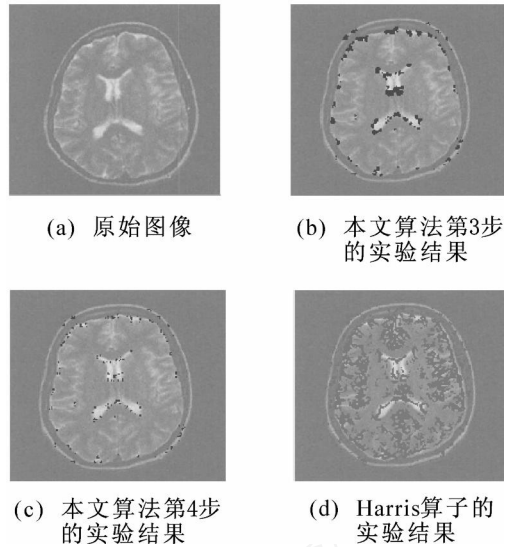 (a) 原始图像
(b) 本文算法第3步
的实验结果
(c) 本文算法第4步
的实验结果
(d) Harris算子的
实验结果